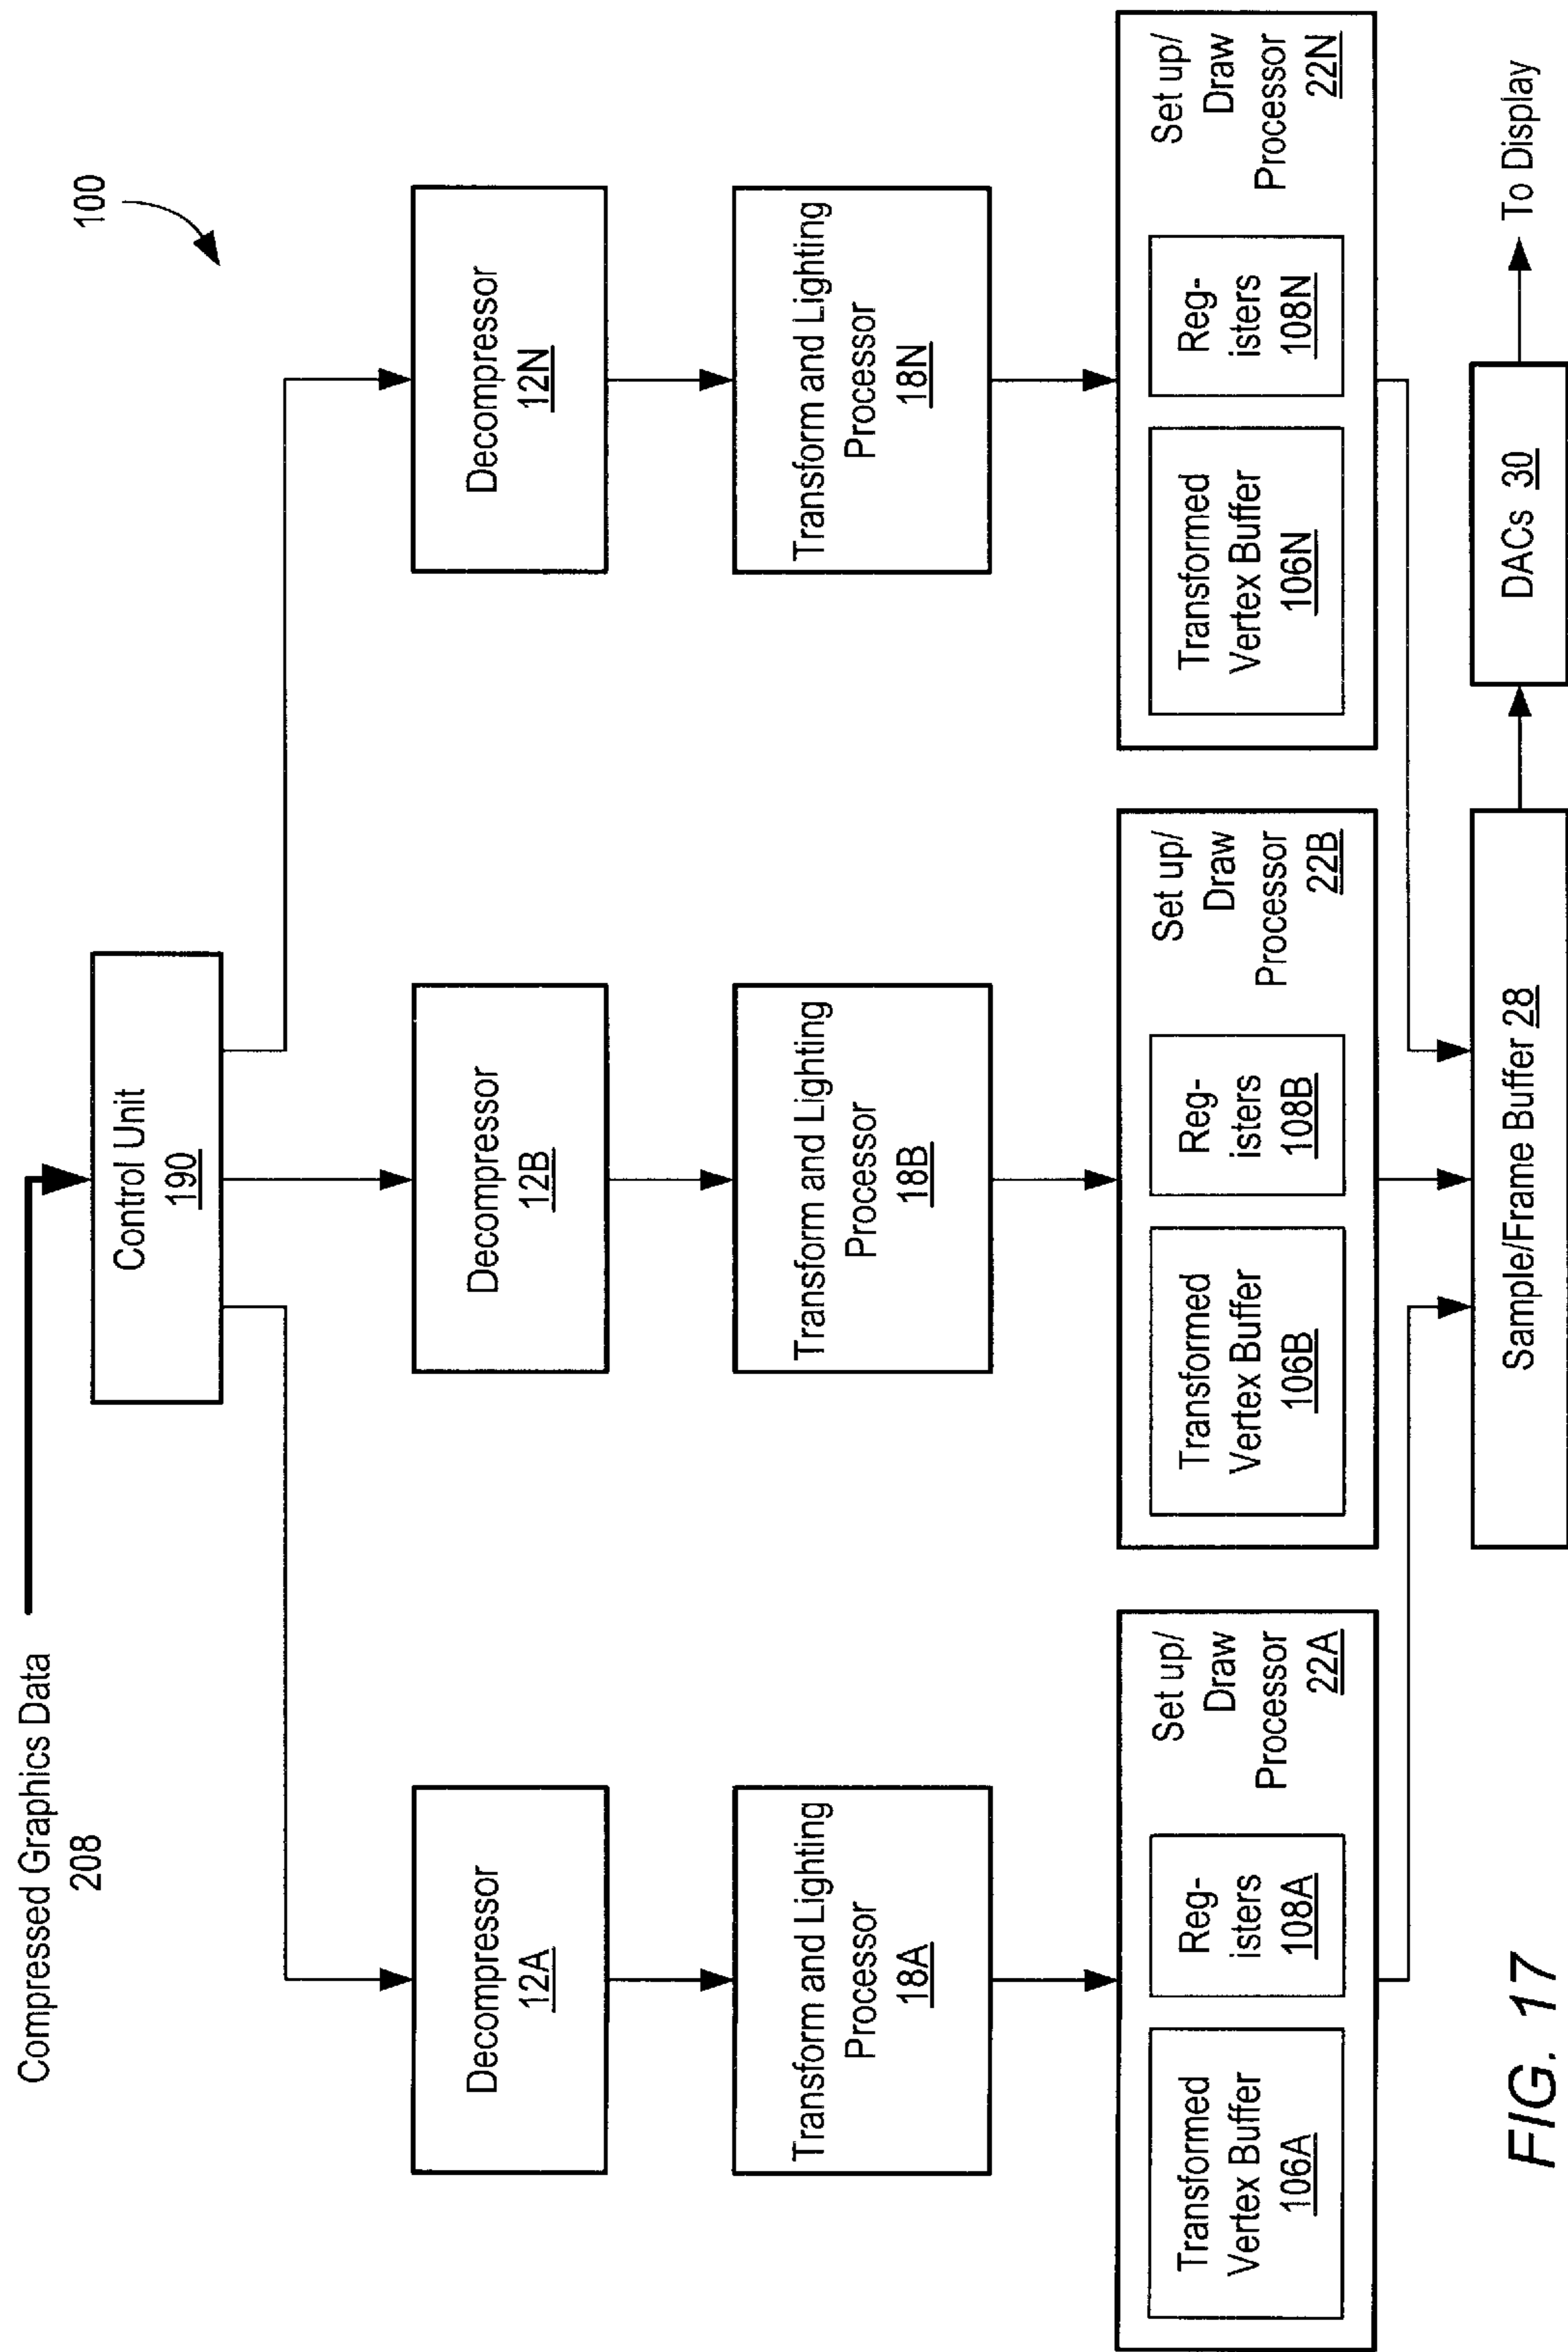 Compressed Graphics Data
208
100
Control Unit
190
Decompressor
12A
Decompressor
12B
Decompressor
12N
Transform and Lighting
Processor
18A
Transform and Lighting
Processor
18B
Transform and Lighting
Processor
18N
Set up/
Draw
Processor
22A
Transformed
Vertex Buffer
106A
Reg-
isters
108A
Set up/
Draw
Processor
22B
Transformed
Vertex Buffer
106B
Reg-
isters
108B
Set up/
Draw
Processor
22N
Transformed
Vertex Buffer
106N
Reg-
isters
108N
Sample/Frame Buffer 28
DACs 30
To Display
FIG. 17